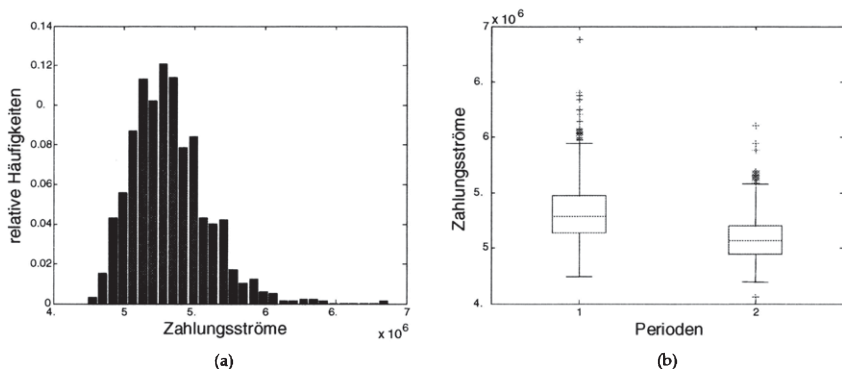 0.14
0.12
0.
0.08
0.06
0.04
0.02
0
relative Häufigkeiten
4.
5
5.
6
6.
7
Zahlungsströme
x 10^6
(a)
7 x 10^6
6.
6
5.
5
4.
Zahlungsströme
1
2
Perioden
(b)